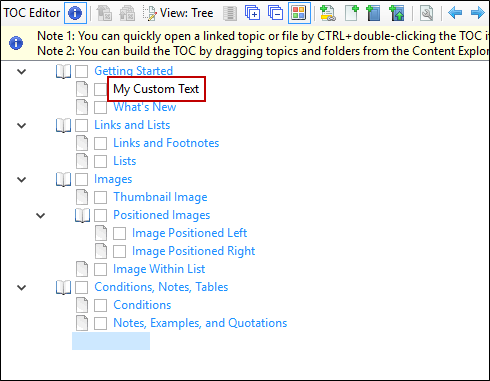 TOC Editor View: Tree
Note 1: You can quickly open a linked topic or file by CTRL+double-clicking the TOC
Note 2: You can build the TOC by dragging topics and folders from the Content
Getting Started
My Custom Text
What's New
Links and Lists
Links and Footnotes
Lists
Images
Thumbnail Image
Positioned Images
Image Positioned Left
Image Positioned Right
Image Within List
Conditions, Notes, Tables
Conditions
Notes, Examples, and Quotations